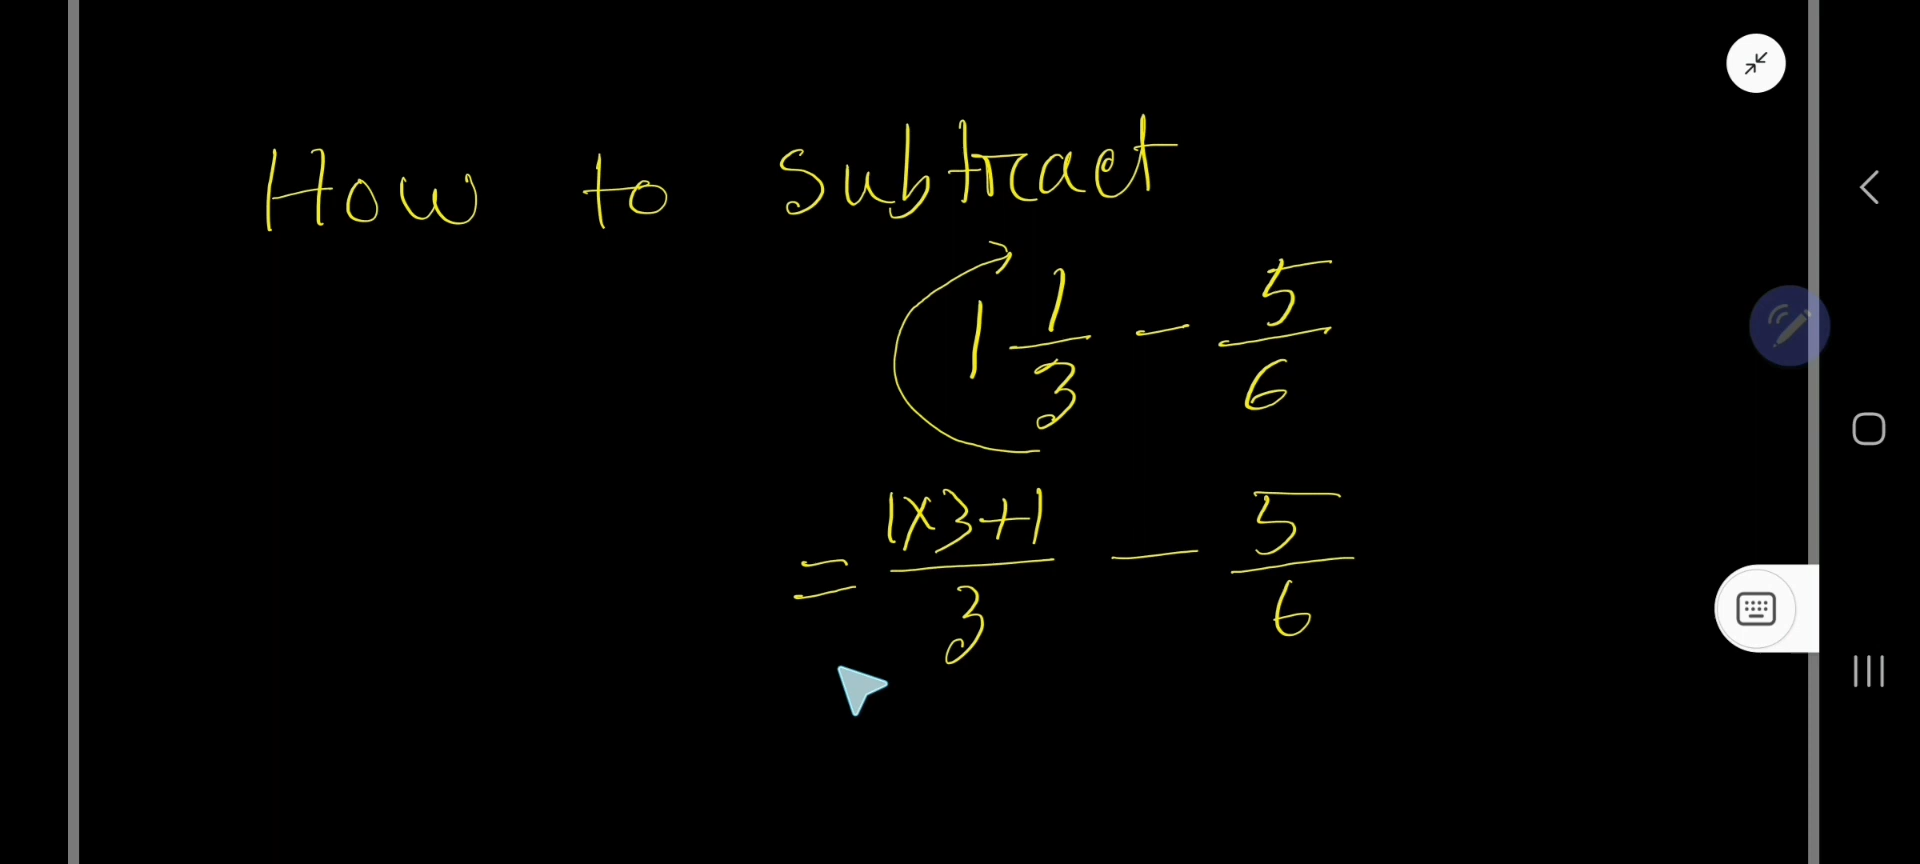 How to subtract
1 1/3 - 5/6
= 1×3+1/3 - 5/6